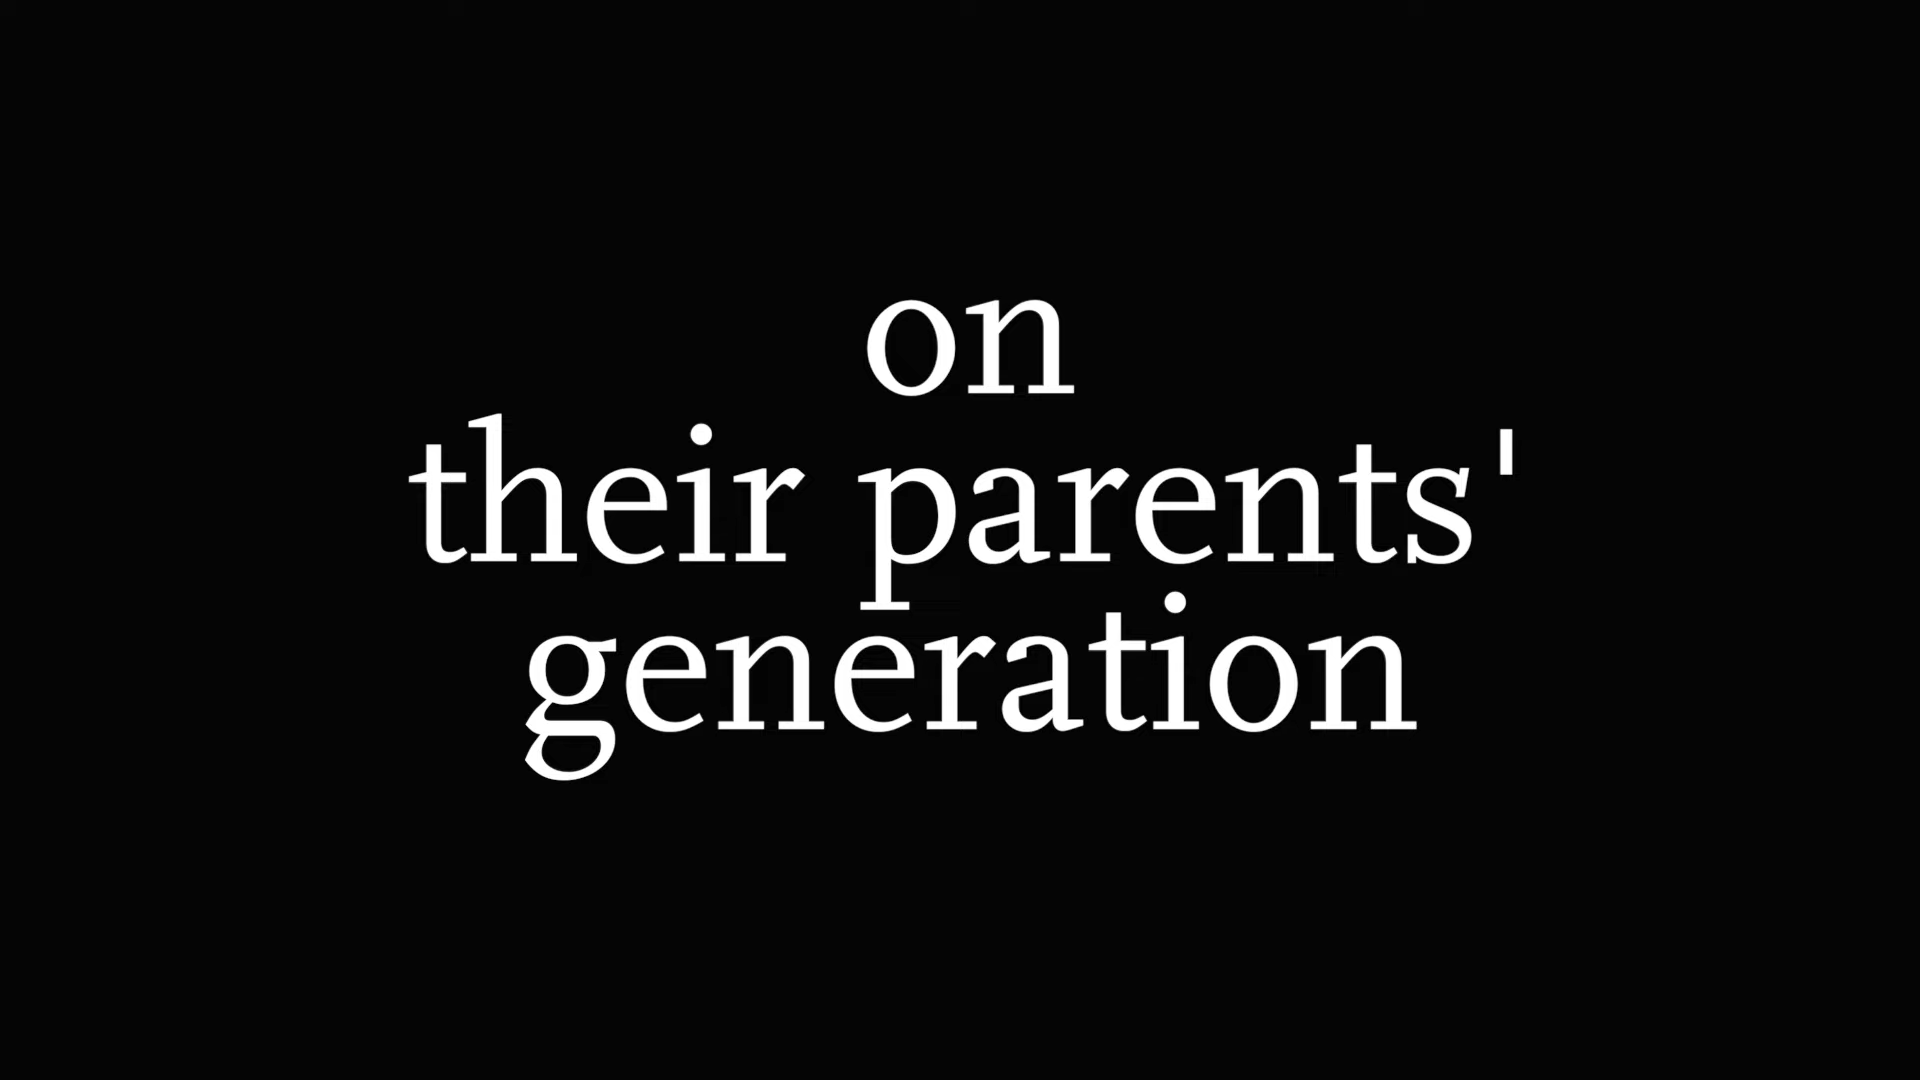 on
their parents'
generation